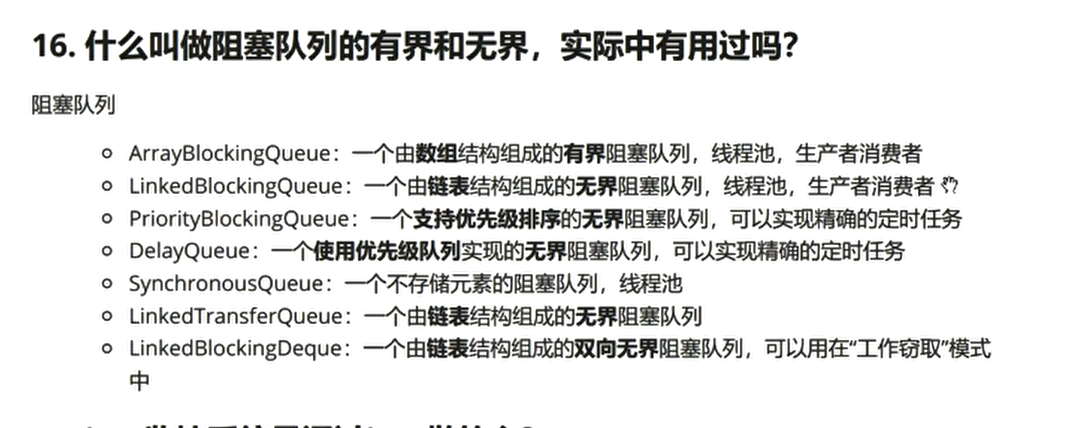 16. 什么叫做阻塞队列的有界和无界，实际中有用过吗？
阻塞队列
ArrayBlockingQueue：一个由数组结构组成的有界阻塞队列，线程池，生产者消费者
LinkedBlockingQueue：一个由链表结构组成的无界阻塞队列，线程池，生产者消费者
PriorityBlockingQueue：一个支持优先级排序的无界阻塞队列，可以实现精确的定时任务
DelayQueue：一个使用优先级队列实现的无界阻塞队列，可以实现精确的定时任务
SynchronousQueue：一个不存储元素的阻塞队列，线程池
LinkedTransferQueue：一个由链表结构组成的无界阻塞队列
LinkedBlockingDeque：一个由链表结构组成的双向无界阻塞队列，可以用在“工作窃取”模式
中